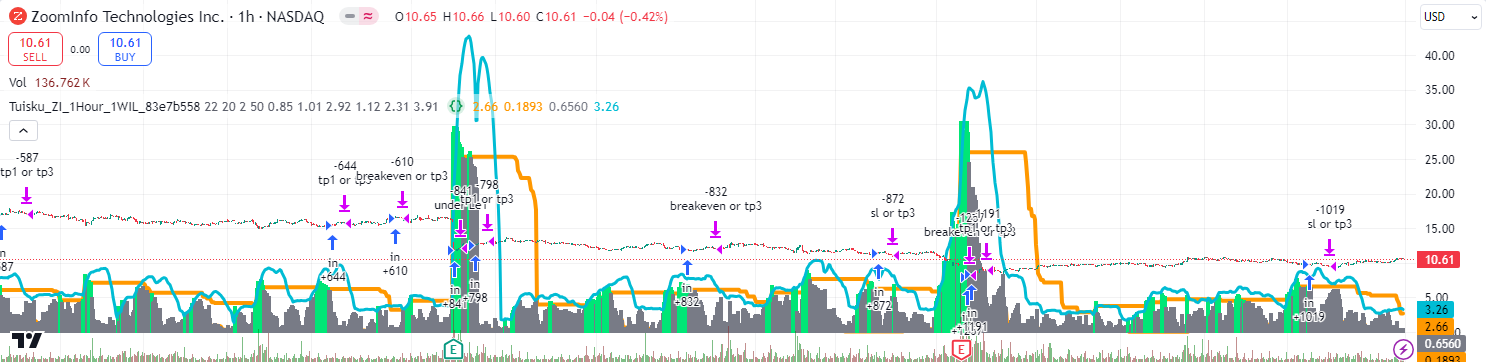 ZoomInfo Technologies Inc. · 1h · NASDAQ O10.65 H10.66 L10.60 C10.61 −0.04 (−0.42%)
USD
10.61 SELL
0.00
10.61 BUY
Vol 136.762 K
Tuisku_ZI_1Hour_1WIL_83e7b558 22 20 2 50 0.85 1.01 2.92 1.12 2.31 3.91 2.66 0.1893 0.6560 3.26
40.00
35.00
30.00
25.00
20.00
15.00
10.61
5.00
3.26
2.66
0.6560
0.1893
-587
tp1 or tp3
-644
-610
breakeven or tp3
-841
-798
tp1 or tp3
-832
breakeven or tp3
-872
sl or tp3
-1191
-1019
sl or tp3
in
+644
in
+610
in
+798
in
+832
in
+872
in
+1191
in
+1019
E
E